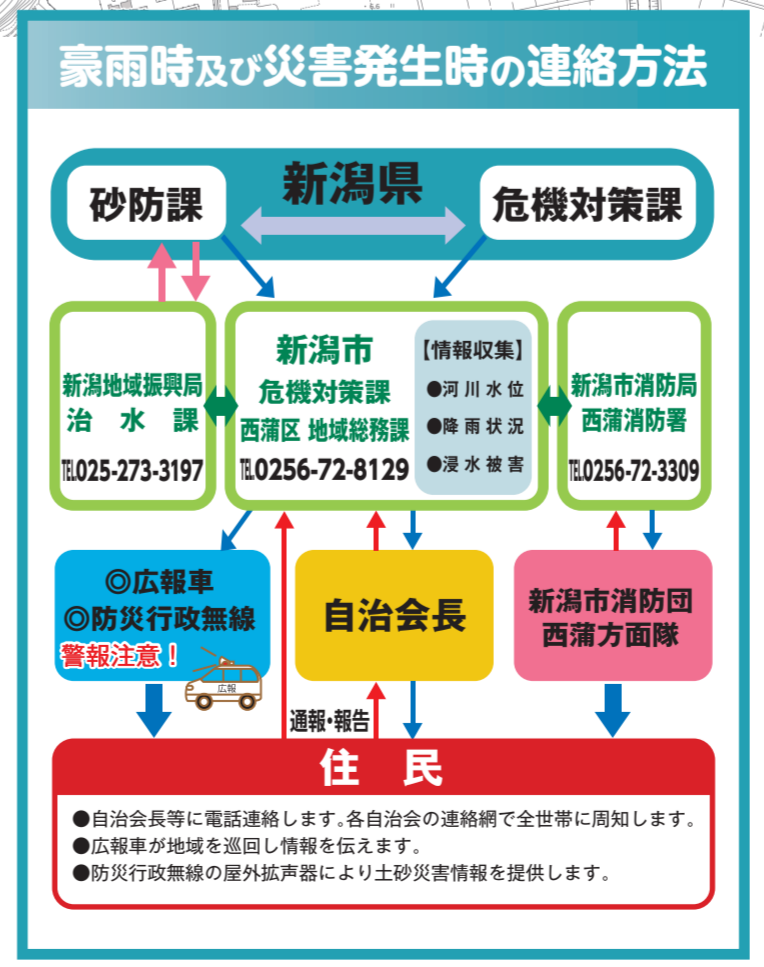 6.6
豪雨時及び災害発生時の連絡方法
新潟県
砂防課
危機対策課
新潟地域振興局
治水課
TEL025-273-3197
新潟市
危機対策課
西蒲区 地域総務課
TEL0256-72-8129
【情報収集】
●河川水位
●降雨状況
●浸水被害
新潟市消防局
西蒲消防署
TEL0256-72-3309
◎広報車
◎防災行政無線
警報注意!
広報
自治会長
新潟市消防団
西蒲方面隊
通報・報告
住民
●自治会長等に電話連絡します。各自治会の連絡網で全世帯に周知します。
●広報車が地域を巡回し情報を伝えます。
●防災行政無線の屋外拡声器により土砂災害情報を提供します。